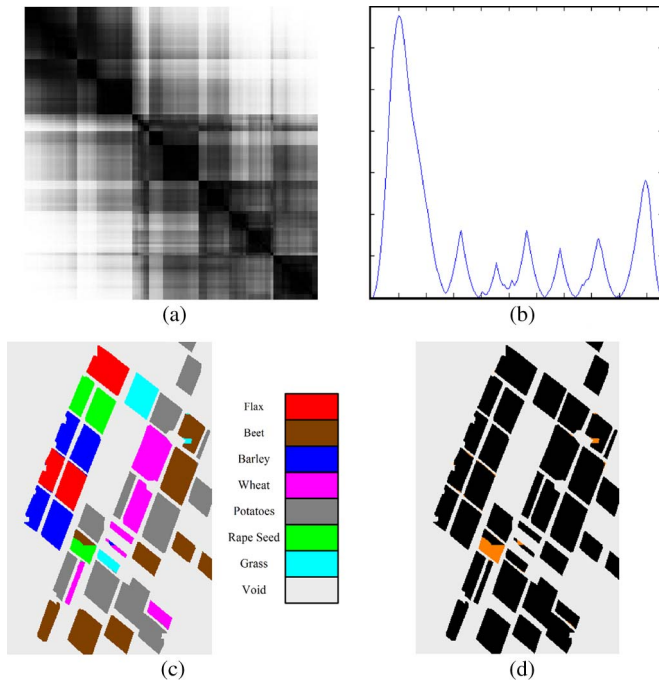 (a)
(b)
Flax
Beet
Barley
Wheat
Potatoes
Rape Seed
Grass
Void
(c)
(d)